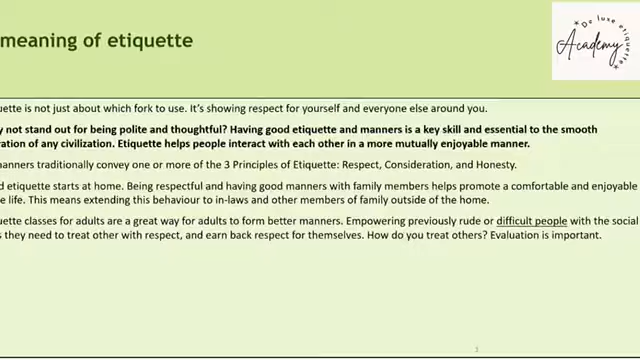 meaning of etiquette
De luxe etiquette
Academy
uette is not just about which fork to use. It's showing respect for yourself and everyone else around you.
y not stand out for being polite and thoughtful? Having good etiquette and manners is a key skill and essential to the smooth
ration of any civilization. Etiquette helps people interact with each other in a more mutually enjoyable manner.
manners traditionally convey one or more of the 3 Principles of Etiquette: Respect, Consideration, and Honesty.
d etiquette starts at home. Being respectful and having good manners with family members helps promote a comfortable and enjoyable
e life. This means extending this behaviour to in-laws and other members of family outside of the home.
uette classes for adults are a great way for adults to form better manners. Empowering previously rude or difficult people with the social
s they need to treat other with respect, and earn back respect for themselves. How do you treat others? Evaluation is important.